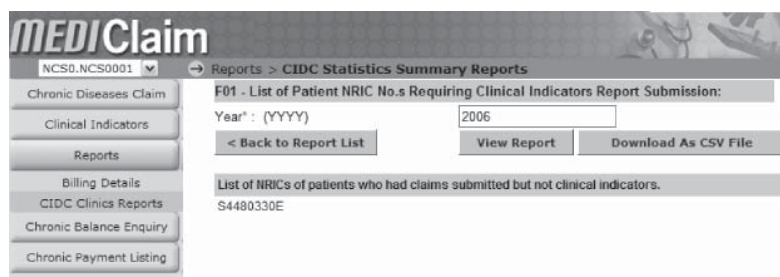 MEDIClaim
NCS0.NCS0001
Reports > CIDC Statistics Summary Reports
Chronic Diseases Claim
Clinical Indicators
Reports
Billing Details
CIDC Clinics Reports
Chronic Balance Enquiry
Chronic Payment Listing
F01 - List of Patient NRIC No.s Requiring Clinical Indicators Report Submission:
Year* : (YYYY) 2006
< Back to Report List View Report Download As CSV File
List of NRICs of patients who had claims submitted but not clinical indicators.
S4480330E